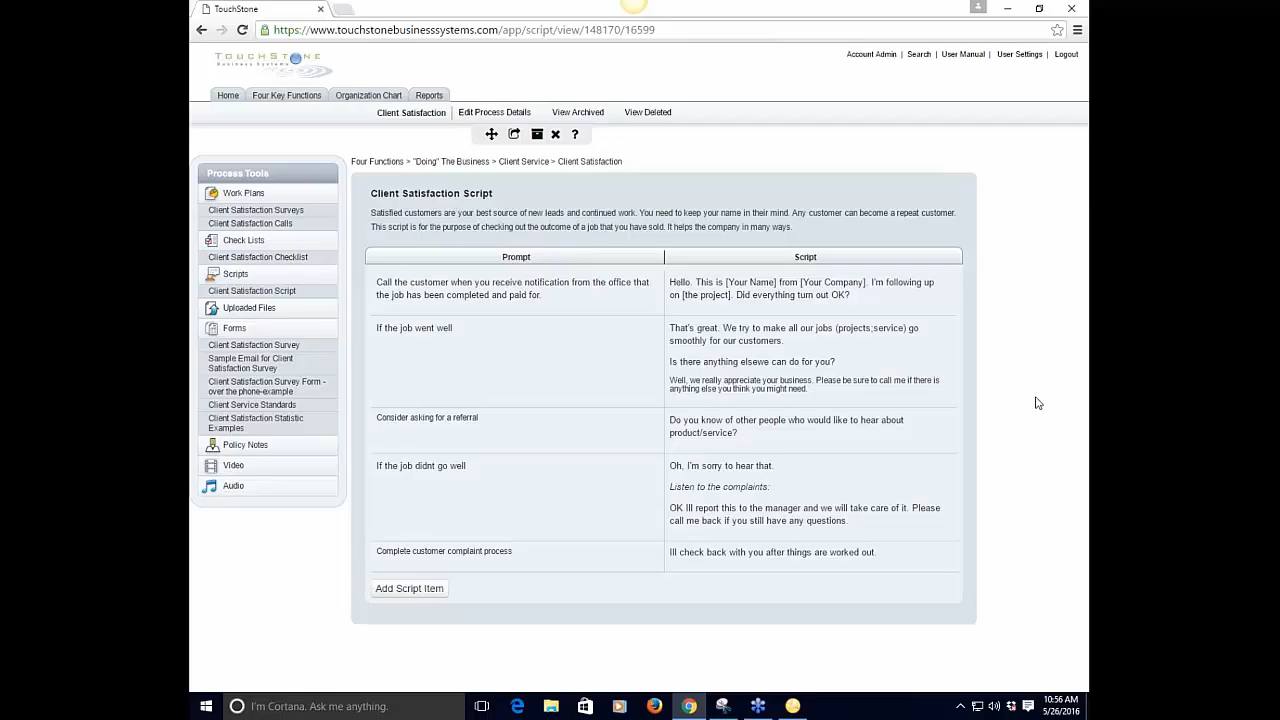 TouchStone
https://www.touchstonebusinesssystems.com/app/script/view/148170/16599
TOUCHSTONE
Business Systems
Account Admin | Search | User Manual | User Settings | Logout
Home Four Key Functions Organization Chart Reports
Client Satisfaction Edit Process Details View Archived View Deleted
Four Functions > "Doing" The Business > Client Service > Client Satisfaction
Process Tools
Work Plans
Client Satisfaction Surveys
Client Satisfaction Calls
Check Lists
Client Satisfaction Checklist
Scripts
Client Satisfaction Script
Uploaded Files
Forms
Client Satisfaction Survey
Sample Email for Client
Satisfaction Survey
Client Satisfaction Survey Form -
over the phone-example
Client Service Standards
Client Satisfaction Statistic
Examples
Policy Notes
Video
Audio
Client Satisfaction Script
Satisfied customers are your best source of new leads and continued work. You need to keep your name in their mind. Any customer can become a repeat customer.
This script is for the purpose of checking out the outcome of a job that you have sold. It helps the company in many ways.
Prompt Script
Call the customer when you receive notification from the office that
the job has been completed and paid for.
Hello. This is [Your Name] from [Your Company]. I'm following up
on [the project]. Did everything turn out OK?
If the job went well
That's great. We try to make all our jobs (projects;service) go
smoothly for our customers.
Is there anything elsewe can do for you?
Well, we really appreciate your business. Please be sure to call me if there is
anything else you think you might need.
Consider asking for a referral
Do you know of other people who would like to hear about
product/service?
If the job didnt go well
Oh, I'm sorry to hear that.
Listen to the complaints:
OK Ill report this to the manager and we will take care of it. Please
call me back if you still have any questions.
Complete customer complaint process
Ill check back with you after things are worked out.
Add Script Item
I'm Cortana. Ask me anything.
10:56 AM
5/26/2016